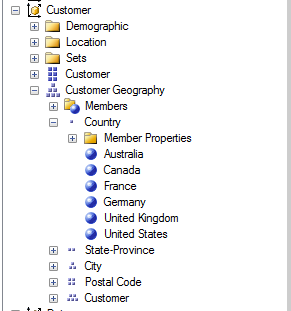 Customer
Demographic
Location
Sets
Customer
Customer Geography
Members
Country
Member Properties
Australia
Canada
France
Germany
United Kingdom
United States
State-Province
City
Postal Code
Customer